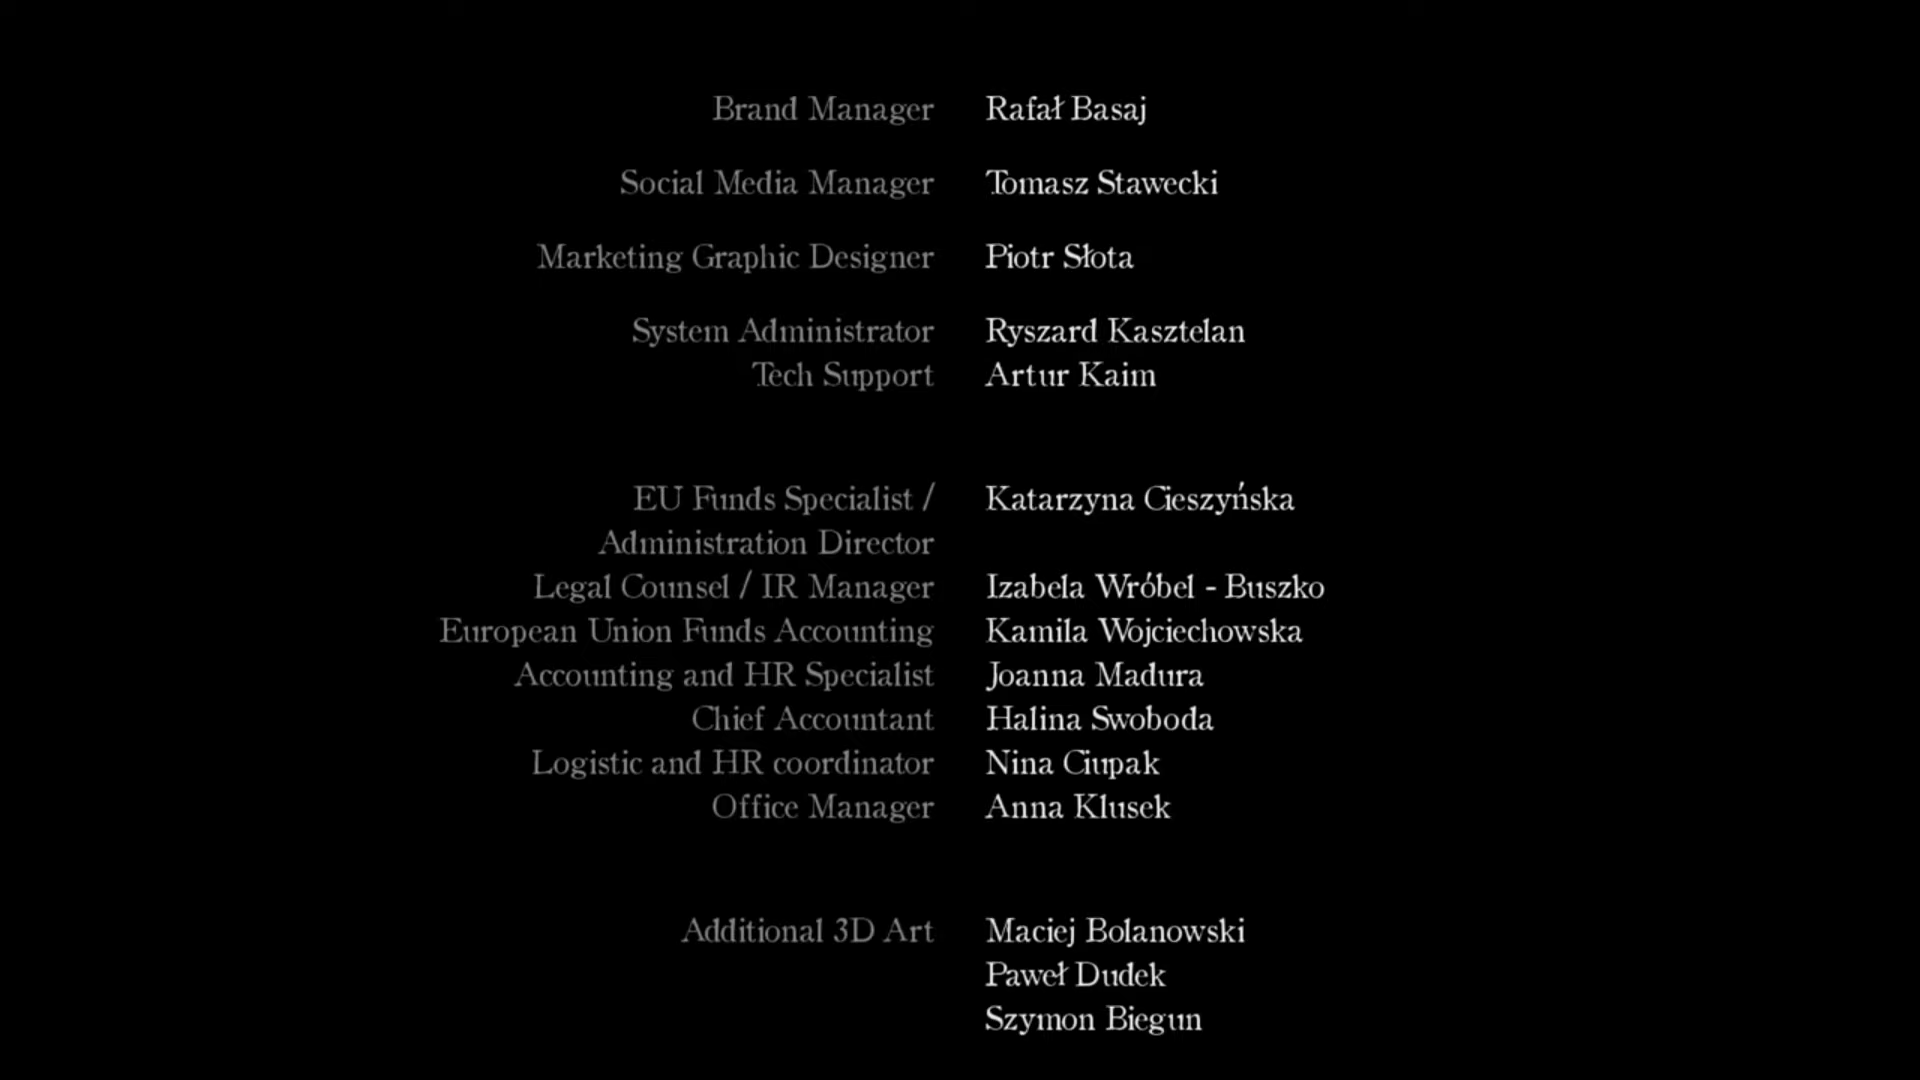 Brand Manager Rafał Basaj
Social Media Manager Tomasz Stawecki
Marketing Graphic Designer Piotr Słota
System Administrator Ryszard Kasztelan
Tech Support Artur Kaim
EU Funds Specialist / Katarzyna Cieszyńska
Administration Director
Legal Counsel / IR Manager Izabela Wróbel - Buszko
European Union Funds Accounting Kamila Wojciechowska
Accounting and HR Specialist Joanna Madura
Chief Accountant Halina Swoboda
Logistic and HR coordinator Nina Ciupak
Office Manager Anna Klusek
Additional 3D Art Maciej Bolanowski
Paweł Dudek
Szymon Biegun